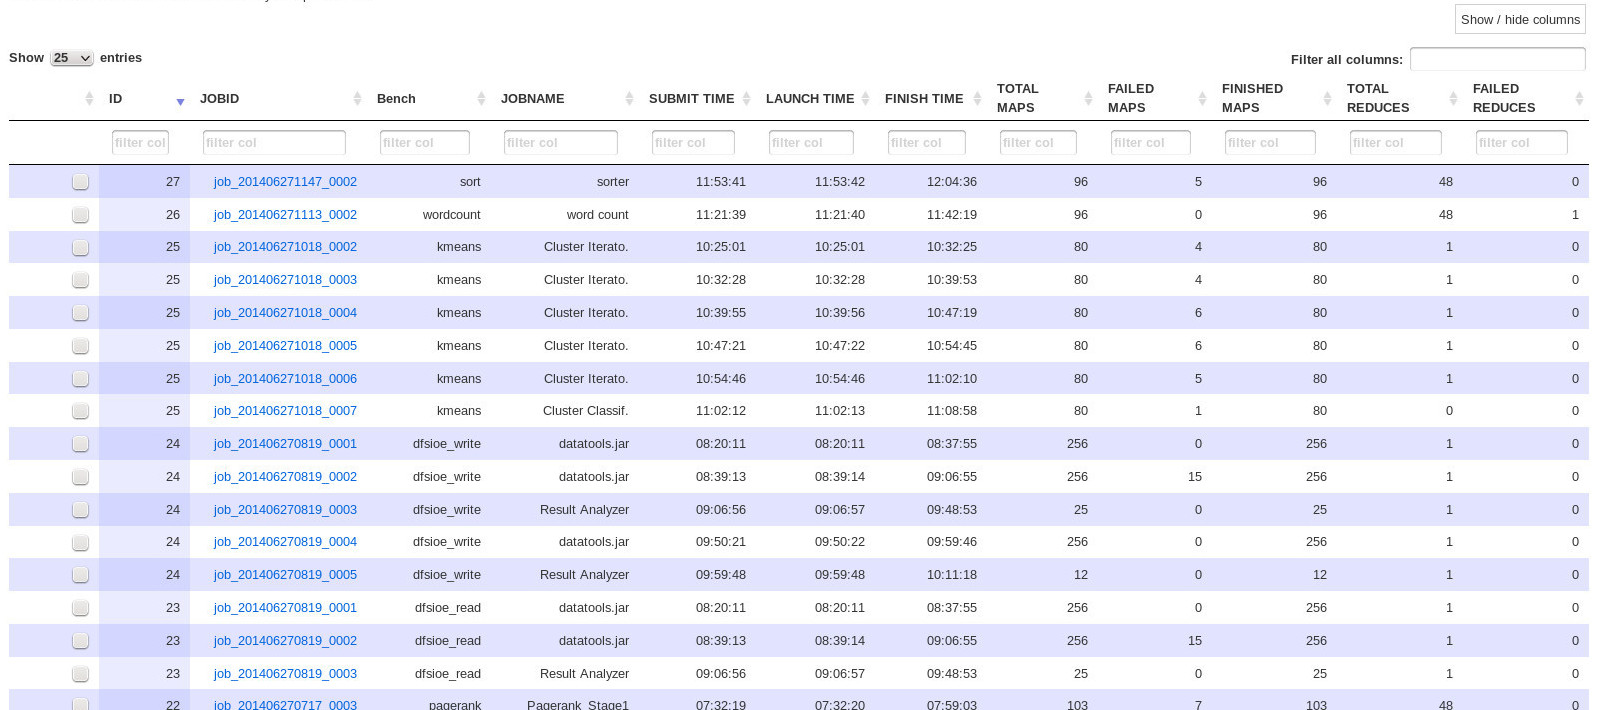 Show / hide columns
Show 25 entries
Filter all columns:
ID JOBID Bench JOBNAME SUBMIT TIME LAUNCH TIME FINISH TIME TOTAL MAPS FAILED MAPS FINISHED MAPS TOTAL REDUCES FAILED REDUCES
filter col filter col filter col filter col filter col filter col filter col filter col filter col filter col filter col filter col
27 job_201406271147_0002 sort sorter 11:53:41 11:53:42 12:04:36 96 5 96 48 0
26 job_201406271113_0002 wordcount word count 11:21:39 11:21:40 11:42:19 96 0 96 48 1
25 job_201406271018_0002 kmeans Cluster Iterato. 10:25:01 10:25:01 10:32:25 80 4 80 1 0
25 job_201406271018_0003 kmeans Cluster Iterato. 10:32:28 10:32:28 10:39:53 80 4 80 1 0
25 job_201406271018_0004 kmeans Cluster Iterato. 10:39:55 10:39:56 10:47:19 80 6 80 1 0
25 job_201406271018_0005 kmeans Cluster Iterato. 10:47:21 10:47:22 10:54:45 80 6 80 1 0
25 job_201406271018_0006 kmeans Cluster Iterato. 10:54:46 10:54:46 11:02:10 80 5 80 1 0
25 job_201406271018_0007 kmeans Cluster Classif. 11:02:12 11:02:13 11:08:58 80 1 80 0 0
24 job_201406270819_0001 dfsioe_write datatools.jar 08:20:11 08:20:11 08:37:55 256 0 256 1 0
24 job_201406270819_0002 dfsioe_write datatools.jar 08:39:13 08:39:14 09:06:55 256 15 256 1 0
24 job_201406270819_0003 dfsioe_write Result Analyzer 09:06:56 09:06:57 09:48:53 25 0 25 1 0
24 job_201406270819_0004 dfsioe_write datatools.jar 09:50:21 09:50:22 09:59:46 256 0 256 1 0
24 job_201406270819_0005 dfsioe_write Result Analyzer 09:59:48 09:59:48 10:11:18 12 0 12 1 0
23 job_201406270819_0001 dfsioe_read datatools.jar 08:20:11 08:20:11 08:37:55 256 0 256 1 0
23 job_201406270819_0002 dfsioe_read datatools.jar 08:39:13 08:39:14 09:06:55 256 15 256 1 0
23 job_201406270819_0003 dfsioe_read Result Analyzer 09:06:56 09:06:57 09:48:53 25 0 25 1 0
22 job_201406270717_0003 pagerank Pagerank_Stage1 07:32:19 07:32:20 07:59:03 103 7 103 48 0